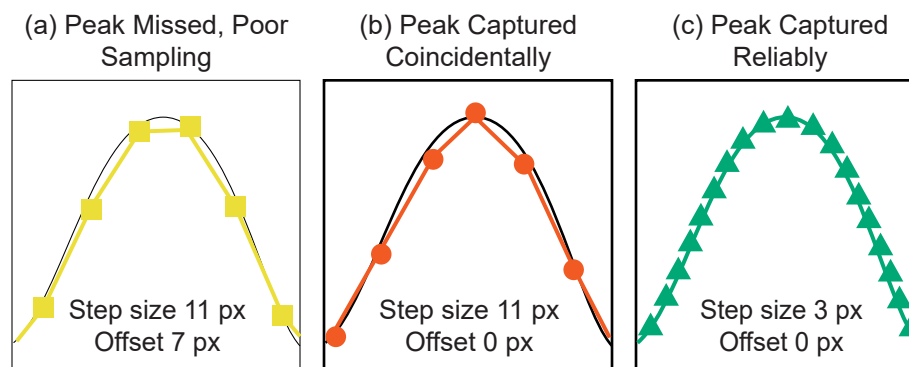 (a) Peak Missed, Poor
Sampling
(b) Peak Captured
Coincidentally
(c) Peak Captured
Reliably
Step size 11 px
Offset 7 px
Step size 11 px
Offset 0 px
Step size 3 px
Offset 0 px